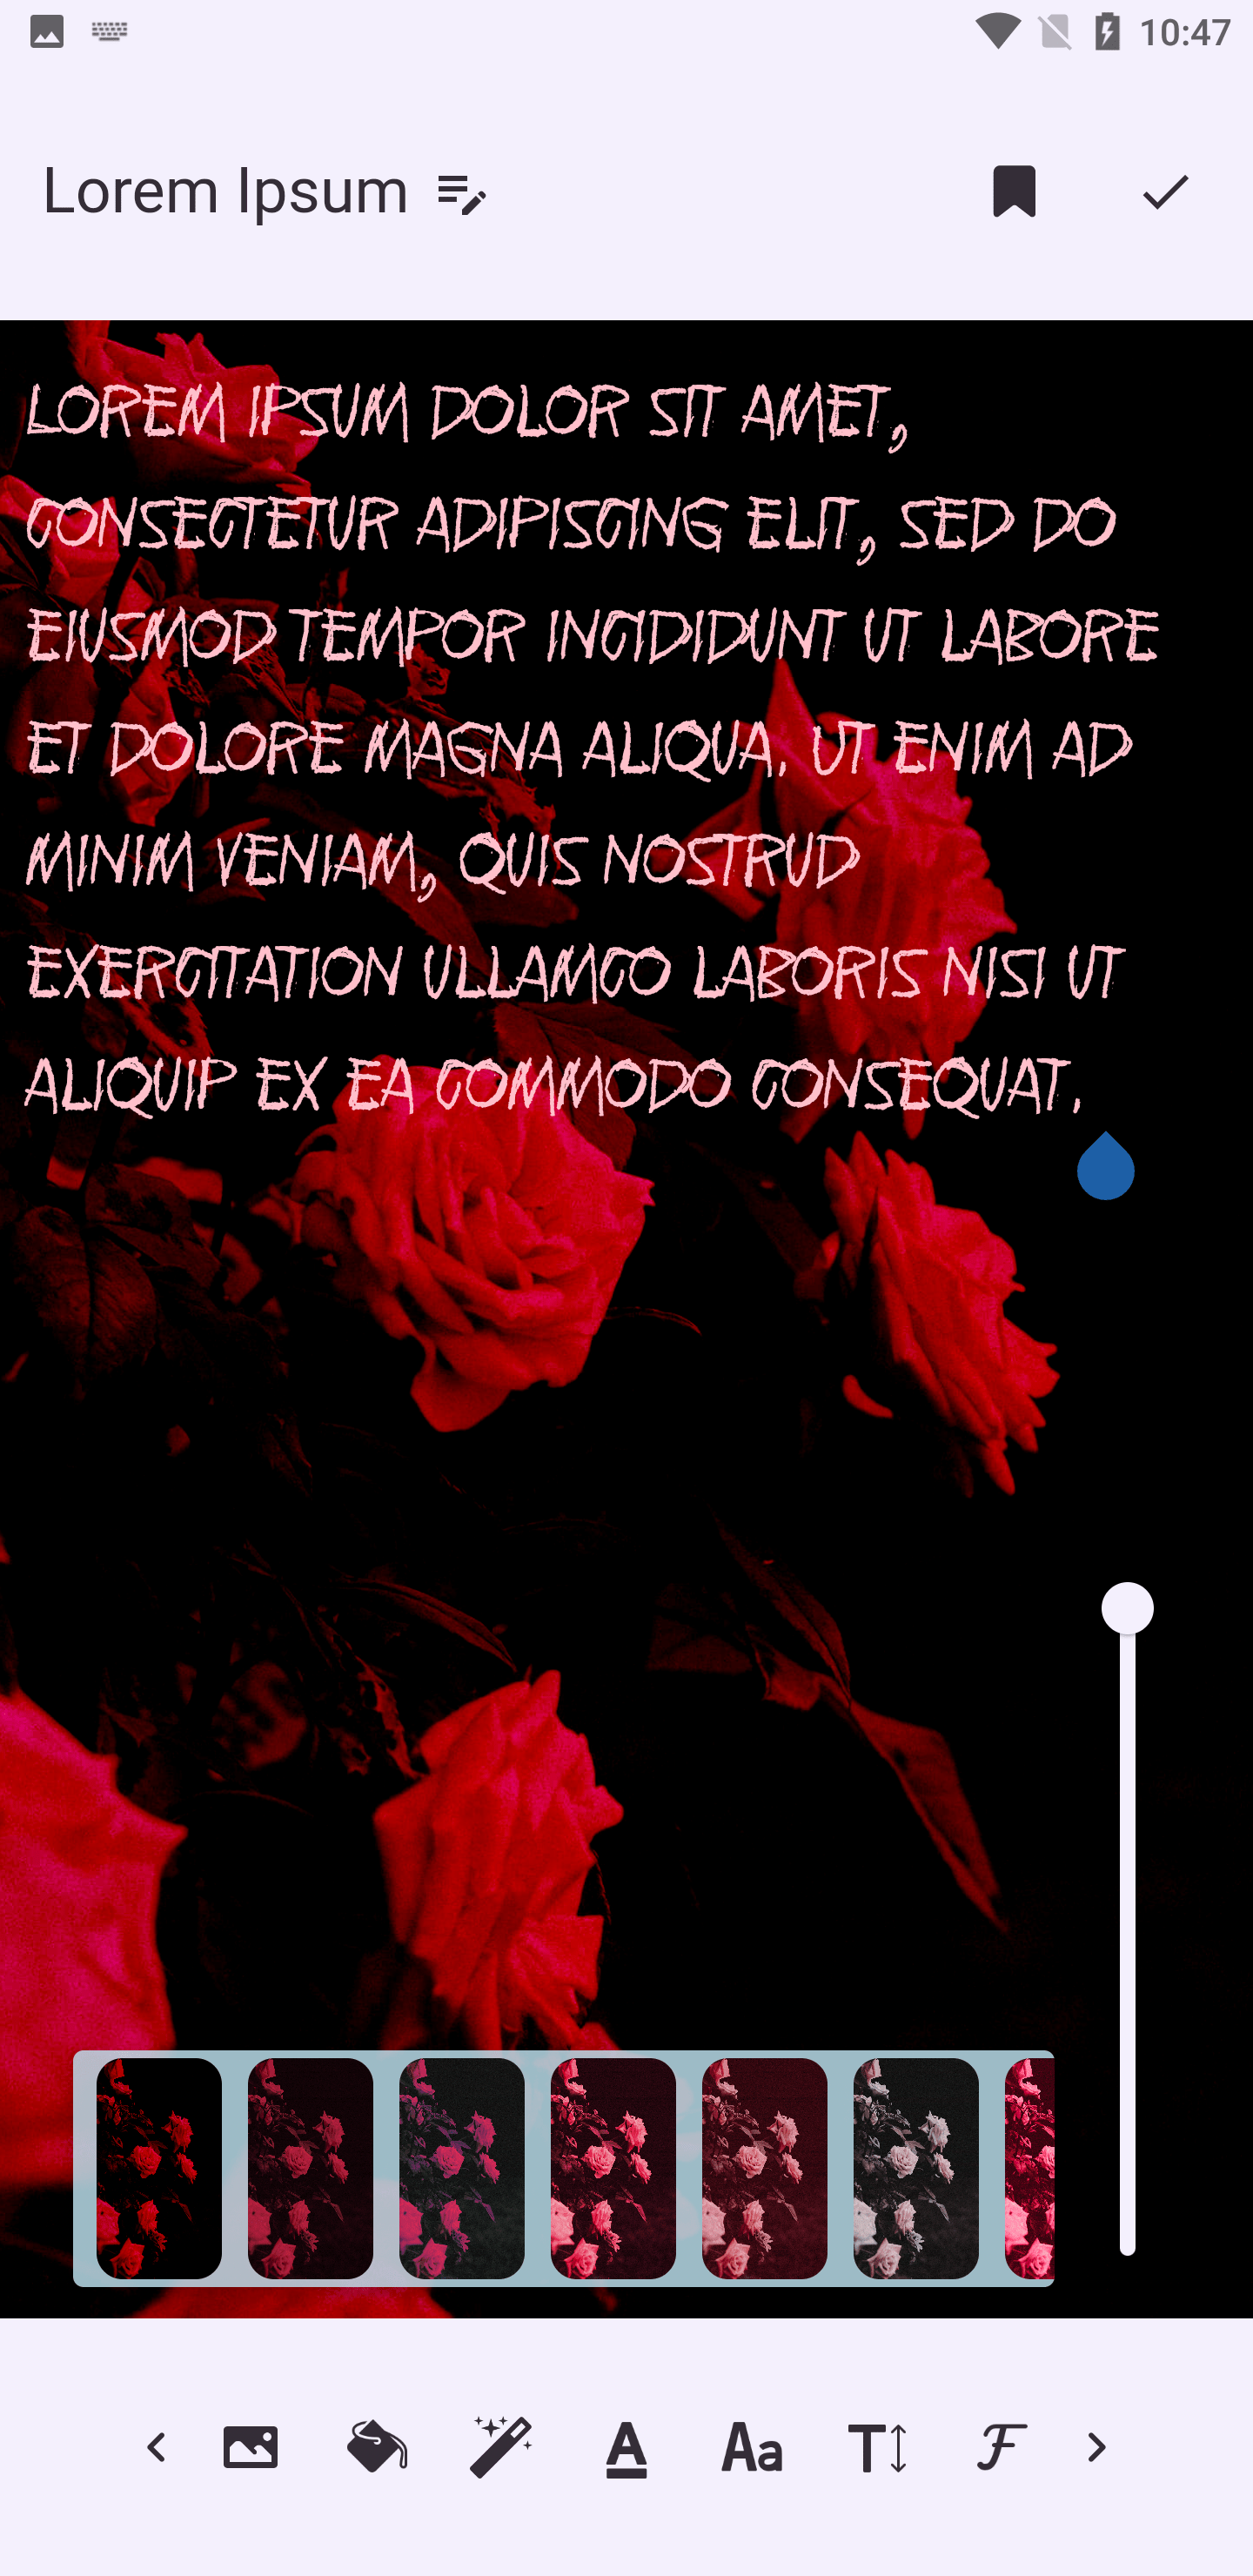 10:47
Lorem Ipsum
LOREM IPSUM DOLOR SIT AMET,
CONSECTETUR ADIPISCING ELIT, SED DO
EIUSMOD TEMPOR INCIDIDUNT UT LABORE
ET DOLORE MAGNA ALIQUA. UT ENIM AD
MINIM VENIAM, QUIS NOSTRUD
EXERCITATION ULLAMCO LABORIS NISI UT
ALIQUIP EX EA COMMODO CONSEQUAT.